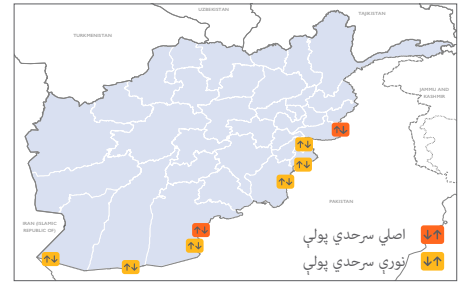 UZBEKISTAN
TAJIKISTAN
TURKMENISTAN
JAMMU AND
KASHMIR
IRAN (ISLAMIC
REPUBLIC OF)
PAKISTAN
اصلي سرحدي پولې
نورې سرحدي پولې